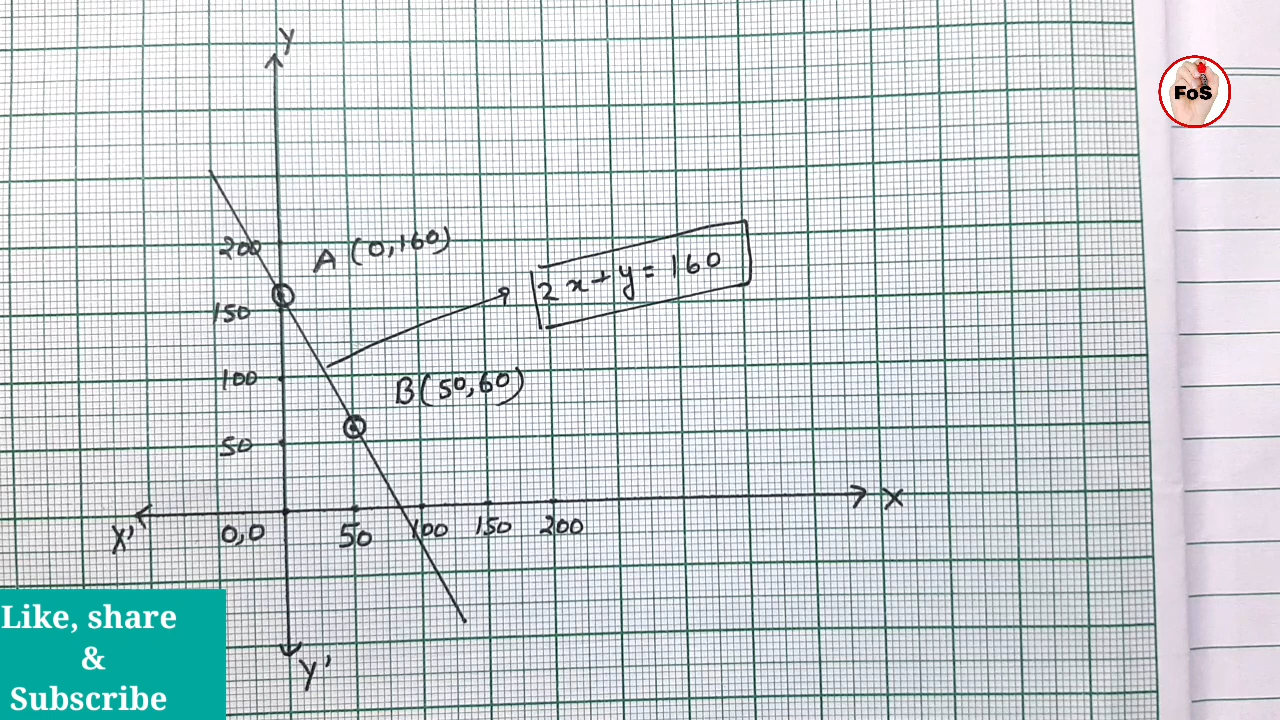 Y
FoS
200
A (0,160)
2x+y=160
150
100
B(50,60)
50
X' 0,0 50 100 150 200 X
Y'
Like, share
&
Subscribe